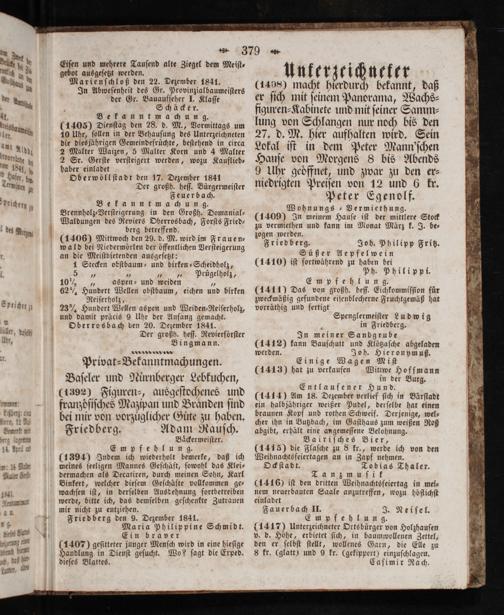 379
Eisen und mehrere Tausend alte Ziegel dem Meist-
gebot ausgesetzt werden.
Marienschloß den 22. Dezember 1841.
In Abwesenheit des Gr. Provinzialbaumeisters
der Gr. Bauaufseher I. Klasse
Schäcker.
Bekanntmachung.
(1405) Dienstag den 28. d. M., Vormittags um
10 Uhr, sollen in der Behausung des Unterzeichneten
die diesjährigen Gemeindsfrüchte, bestehend in circa
2 Malter Waizen, 5 Malter Korn und 4 Malter
2 Sr. Gerste versteigert werden, wozu Kauflieb-
haber einladet
Oberwöllstadt den 17. Dezember 1841
Der großh. hess. Bürgermeister
Feuerbach.
Bekanntmachung.
Brennholz-Versteigerung in den Großh. Domanial-
Waldungen des Reviers Oberrosbach, Forsts Fried-
berg betreffend.
(1406) Mittwoch den 29. d. M. wird im Frauen-
wald bei Niedermörlen der öffentlichen Versteigerung
an die Meistbietenden ausgesetzt:
1 Stecken obstbaum- und birken-Scheidholz,
5 „ „ „ Prügelholz,
10¼ „ aspen- und weiden „
62¼ Hundert Wellen obstbaum, eichen und birken
Reiserholz,
23¾ Hundert Wellen aspen und Weiden-Reiserholz,
und damit präcis 9 Uhr der Anfang gemacht.
Oberrosbach den 20. Dezember 1841.
Der großh. hess. Revierförster
Bingmann.
Privat-Bekanntmachungen.
Baseler und Nürnberger Lebkuchen,
(1392) Figuren-, ausgestochenes und
französisches Mazpan und Bränden sind
bei mir von vorzüglicher Güte zu haben.
Friedberg. Adam Rausch.
Bäckermeister.
Empfehlung.
(1394) Indem ich wiederholt bemerke, daß ich
meines seligen Mannes Geschäft, sowohl das Klei-
dermachen als Decatiren, durch meinen Sohn, Karl
Binkert, welcher diesem Geschäfte vollkommen ge-
wachsen ist, in derselben Ausdehnung fortbetreiben
werde, bitte ich, das demselben geschenkte Zutrauen
mir nicht zu entziehen.
Friedberg den 9. Dezember 1841.
Maria Philippine Schmidt.
Ein braver
(1407) gesitteter junger Mensch wird in eine hiesige
Handlung in Dienst gesucht. Wo? sagt die Exped.
dieses Blattes.
Unterzeichneter
(1408) macht hierdurch bekannt, daß
er sich mit seinem Panorama, Wachs-
figuren-Kabinete und mit seiner Samm-
lung von Schlangen nur noch bis den
27. d. M. hier aufhalten wird. Sein
Lokal ist in dem Peter Mann'schen
Hause von Morgens 8 bis Abends
9 Uhr geöffnet, und zwar zu den er-
niedrigten Preisen von 12 und 6 kr.
Peter Egenolf.
Wohnungs-Vermiethung.
(1409) In meinem Hause ist der mittlere Stock
zu vermiethen und kann im Monat März k. J. be-
zogen werden.
Friedberg. Joh. Philipp Fritz.
Süßer Aepfelwein
(1410) ist fortwährend zu haben bei
Ph. Philippi.
Empfehlung.
(1411) Das von großh. hess. Eichkommission für
zweckmäßig gefundene eisenblecherne Fruchtgemäß hat
vorräthig und fertigt
Spenglermeister Ludwig
in Friedberg.
In meiner Sandgrube
(1412) kann Bauschutt und Klötzasche abgeladen
werden. Joh. Hieronymuß.
Einige Wagen Mist
(1413) hat zu verkaufen Wittwe Hoffmann
in der Burg.
Entlaufener Hund.
(1414) Am 18. Dezember verlief sich in Bärstadt
ein halbjähriger weißer Pudel, derselbe hat einen
braunen Kopf und rothen Schweif. Derjenige, wel-
cher ihn in Butzbach, im Gasthaus zum weißen Roß
abgibt, erhält eine angemessene Belohnung.
Bairisches Bier,
(1415) die Flasche zu 8 kr., werde ich von den
Weihnachtsfeiertagen an in Zapf nehmen.
Ockstadt. Tobias Thaler.
Tanzmusik
(1416) ist den dritten Weihnachtsfeiertag in mei-
nem neuerbauten Saale anzutreffen, wozu höflichst
einladet
Fauerbach II. J. Reisel.
Empfehlung.
(1417) Unterzeichneter Ortsbürger von Holzhausen
v. d. Höhe, erbietet sich, in baumwollenen Zettel,
den er selbst stellt, wollenes Garn, die Elle zu
8 kr. (glatt) und 9 kr. (gekippert) einzuschlagen.
Casimir Rach.